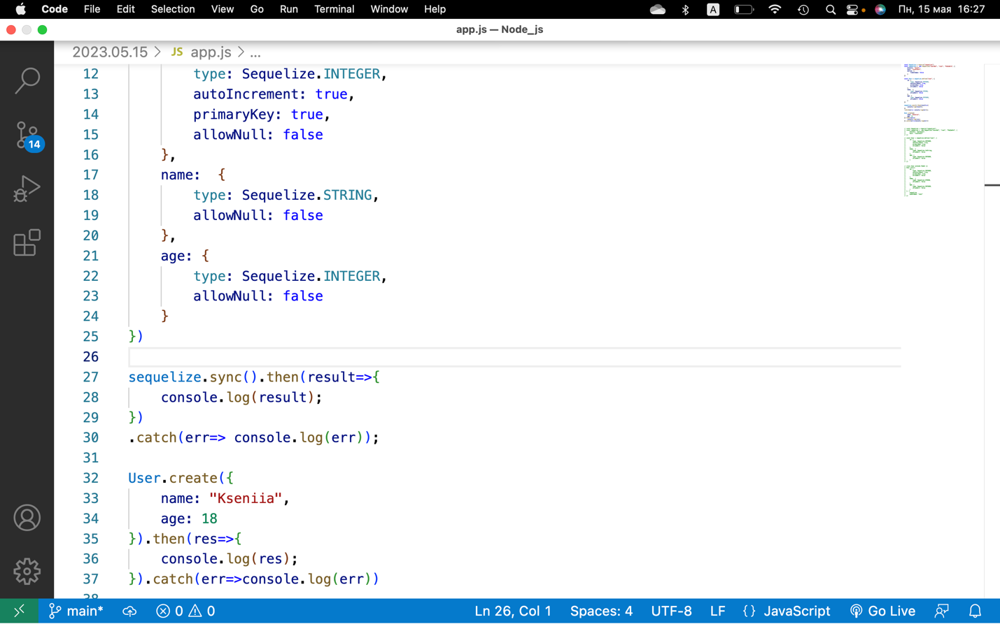 Code File Edit Selection View Go Run Terminal Window Help A Пн, 15 мая 16:27
app.js — Node_js
2023.05.15 > JS app.js > ...
12 type: Sequelize.INTEGER,
13 autoIncrement: true,
14 primaryKey: true,
15 allowNull: false
16 },
17 name:  {
18 type: Sequelize.STRING,
19 allowNull: false
20 },
21 age: {
22 type: Sequelize.INTEGER,
23 allowNull: false
24 }
25 })
26
27 sequelize.sync().then(result=>{
28 console.log(result);
29 })
30 .catch(err=> console.log(err));
31
32 User.create({
33 name: "Kseniia",
34 age: 18
35 }).then(res=>{
36 console.log(res);
37 }).catch(err=>console.log(err))
38
14
main* 0 0 Ln 26, Col 1 Spaces: 4 UTF-8 LF {} JavaScript Go Live